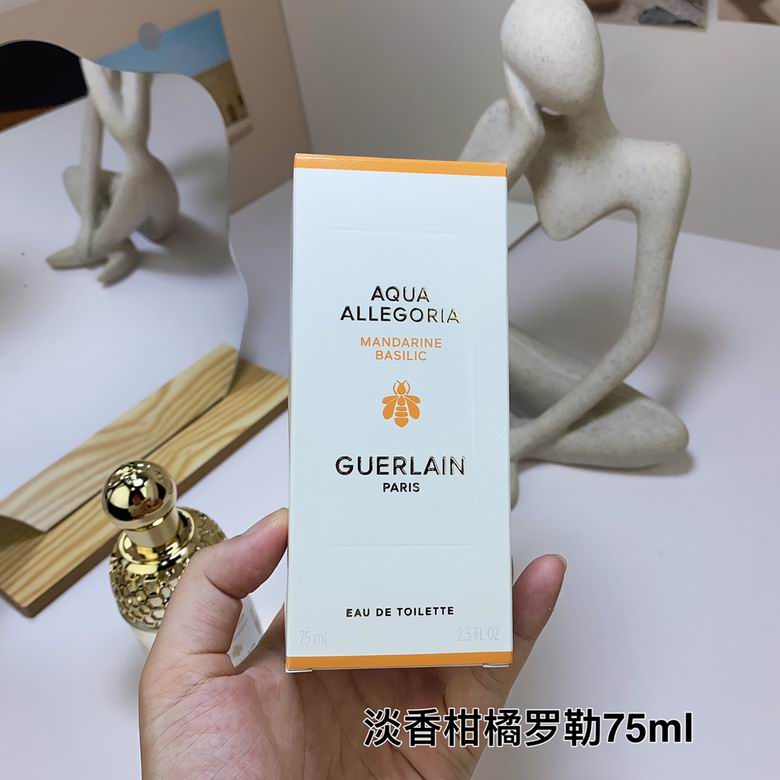 AQUA
ALLEGORIA
MANDARINE
BASILIC
GUERLAIN
PARIS
EAU DE TOILETTE
75 mL 2.5 FL OZ
淡香柑橘罗勒75ml